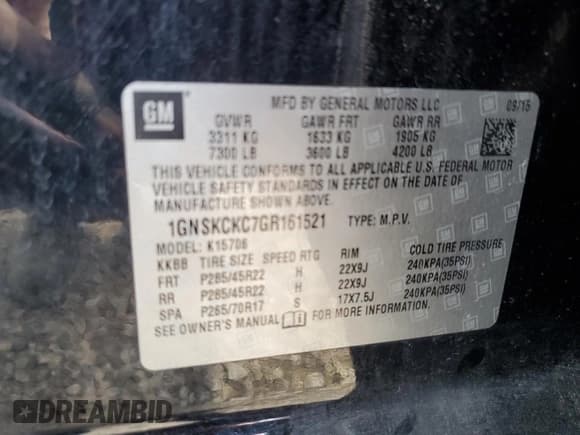 GM
MFD BY GENERAL MOTORS LLC 09/15
GVWR GAWR FRT GAWR RR
3311 KG 1633 KG 1905 KG
7300 LB 3600 LB 4200 LB
THIS VEHICLE CONFORMS TO ALL APPLICABLE U.S. FEDERAL MOTOR
VEHICLE SAFETY STANDARDS IN EFFECT ON THE DATE OF
MANUFACTURE SHOWN ABOVE.
1GNSKCKC7GR161521 TYPE: M.P.V.
MODEL: K15706
KKBB TIRE SIZE SPEED RTG RIM COLD TIRE PRESSURE
FRT P285/45R22 H 22X9J 240KPA(35PSI)
RR P285/45R22 H 22X9J 240KPA(35PSI)
SPA P265/70R17 S 17X7.5J 240KPA(35PSI)
SEE OWNER'S MANUAL FOR MORE INFORMATION.
DREAMBID